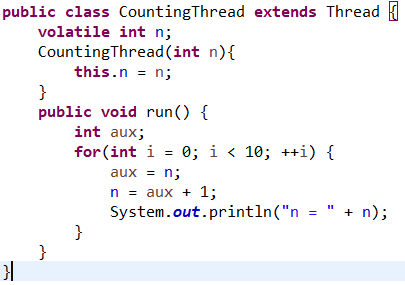 public class CountingThread extends Thread {
    volatile int n;
    CountingThread(int n){
        this.n = n;
    }
    public void run() {
        int aux;
        for(int i = 0; i < 10; ++i) {
            aux = n;
            n = aux + 1;
            System.out.println("n = " + n);
        }
    }
}